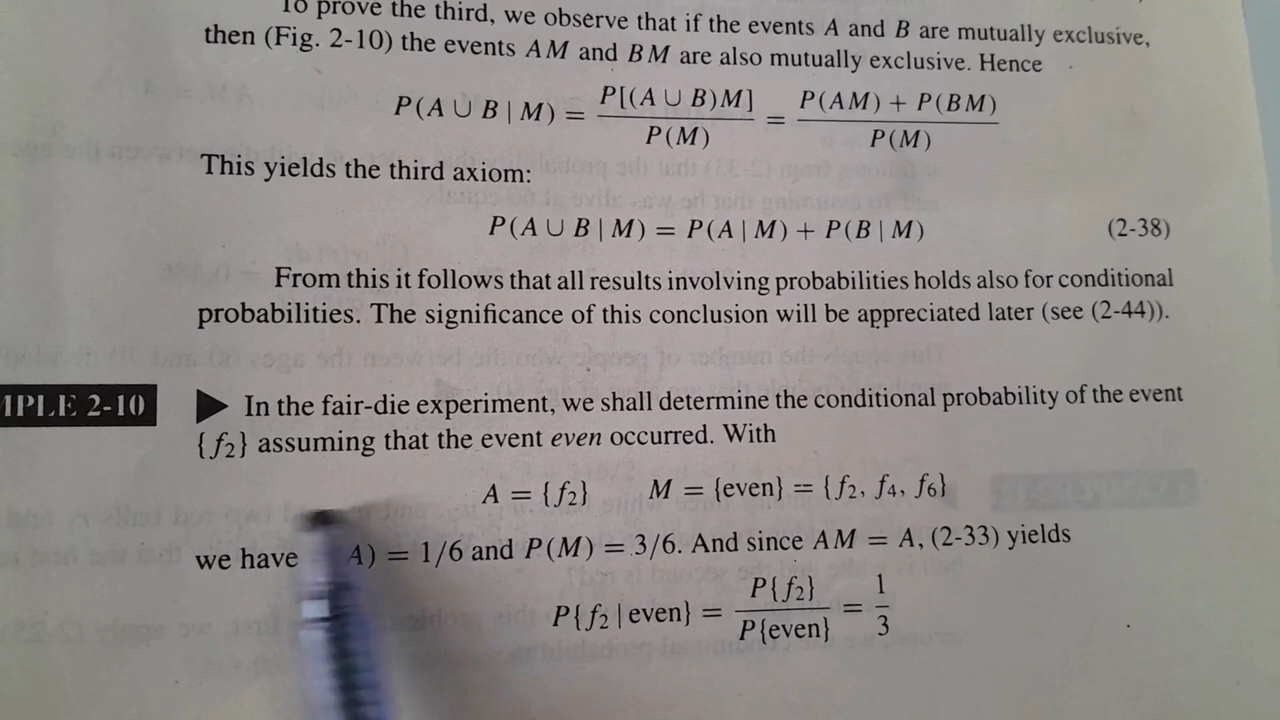 To prove the third, we observe that if the events A and B are mutually exclusive,
then (Fig. 2-10) the events AM and BM are also mutually exclusive. Hence
P(A ∪ B | M) = P[(A ∪ B)M] / P(M) = P(AM) + P(BM) / P(M)
This yields the third axiom:
P(A ∪ B | M) = P(A | M) + P(B | M) (2-38)
From this it follows that all results involving probabilities holds also for conditional
probabilities. The significance of this conclusion will be appreciated later (see (2-44)).
MPLE 2-10 ▶ In the fair-die experiment, we shall determine the conditional probability of the event
{f₂} assuming that the event even occurred. With
A = {f₂} M = {even} = {f₂, f₄, f₆}
we have A) = 1/6 and P(M) = 3/6. And since AM = A, (2-33) yields
P{f₂ | even} = P{f₂} / P{even} = 1/3